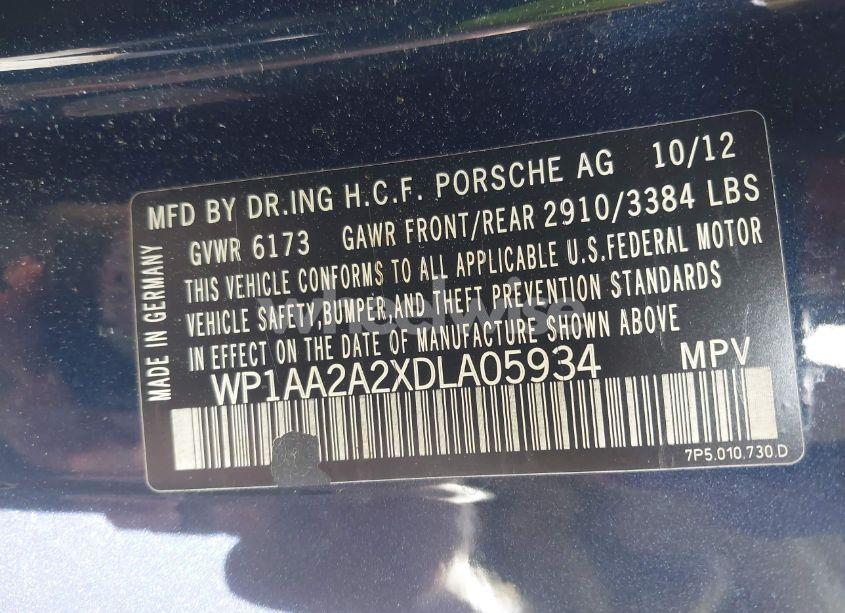 MFD BY DR.ING H.C.F. PORSCHE AG 10/12
GVWR 6173 GAWR FRONT/REAR 2910/3384 LBS
THIS VEHICLE CONFORMS TO ALL APPLICABLE U.S.FEDERAL MOTOR
VEHICLE SAFETY,BUMPER,AND THEFT PREVENTION STANDARDS
IN EFFECT ON THE DATE OF MANUFACTURE SHOWN ABOVE
WP1AA2A2XDLA05934 MPV
7P5.010.730.D
MADE IN GERMANY
wheelwise